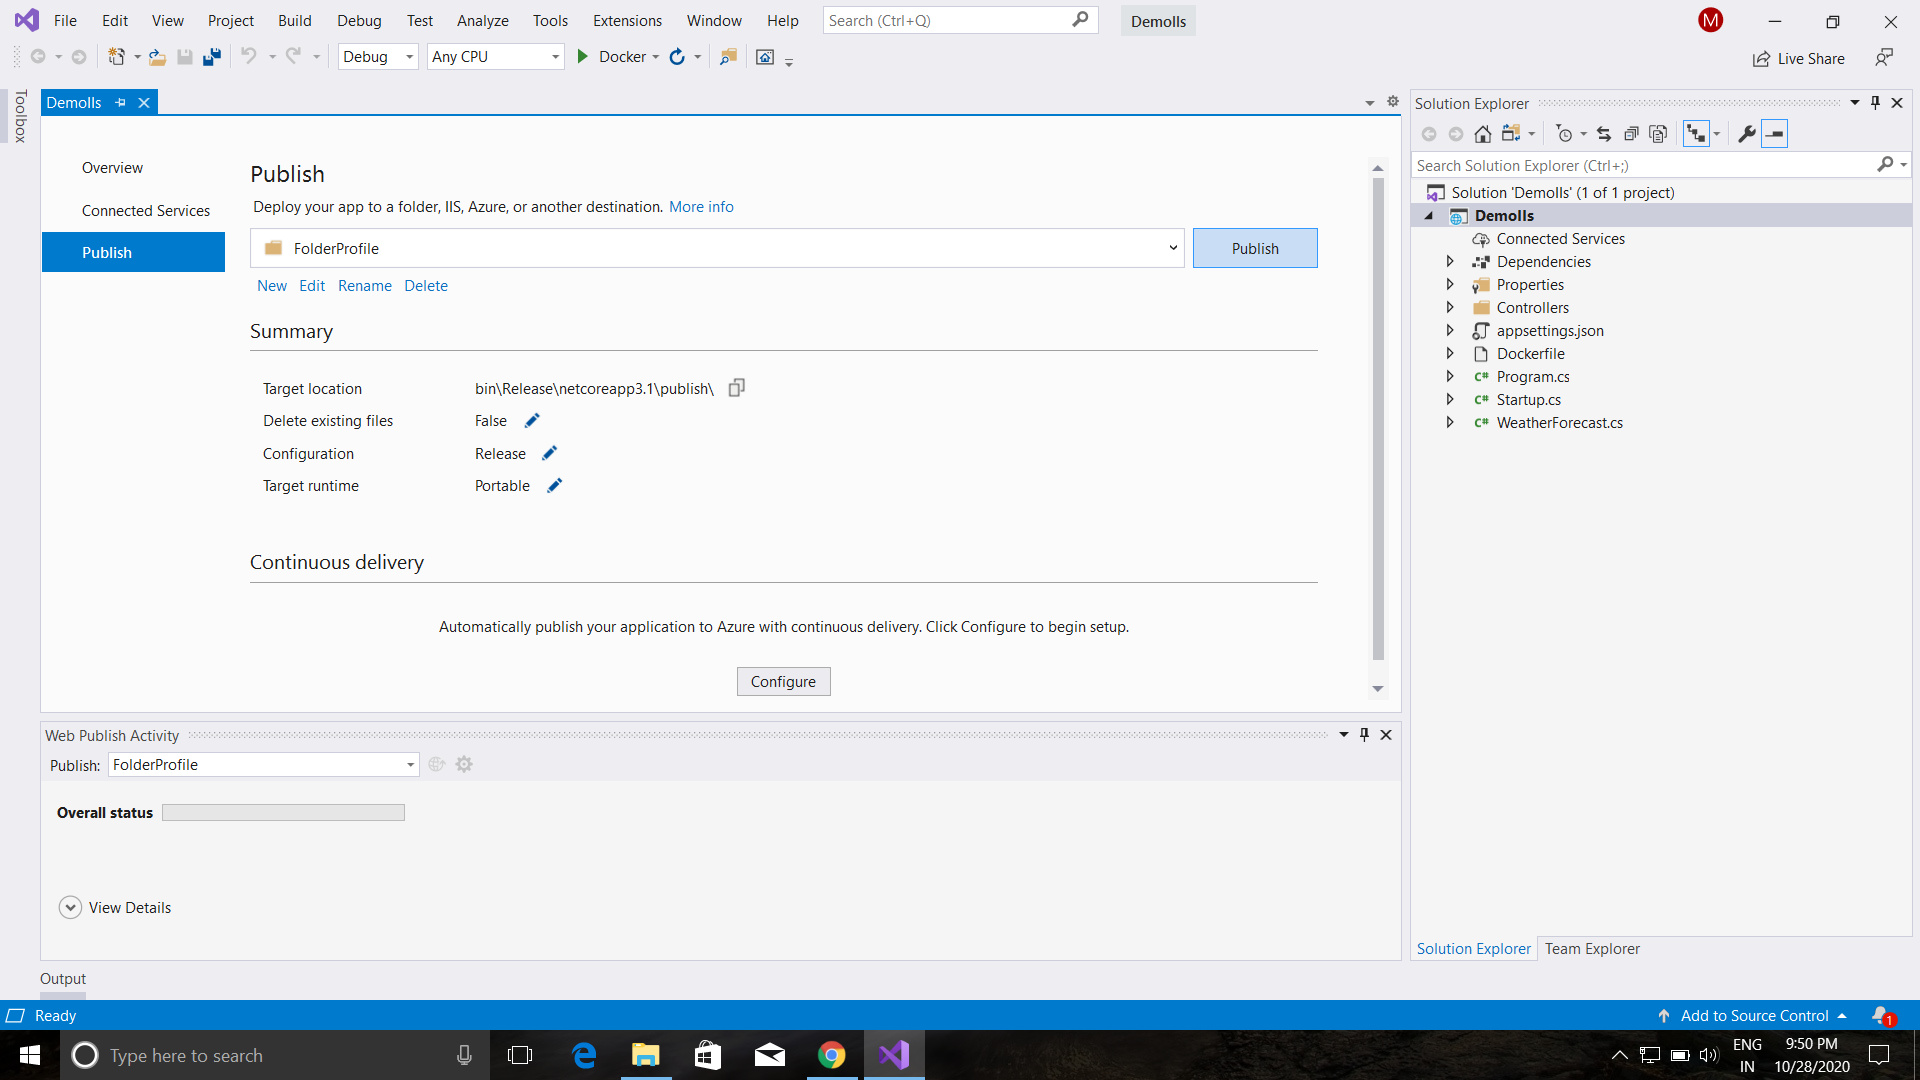 File Edit View Project Build Debug Test Analyze Tools Extensions Window Help Search (Ctrl+Q) DemoIIs M
Debug Any CPU Docker Live Share
Toolbox
DemoIIs
Overview
Connected Services
Publish
Publish
Deploy your app to a folder, IIS, Azure, or another destination. More info
FolderProfile Publish
New Edit Rename Delete
Summary
Target location bin\Release\netcoreapp3.1\publish\
Delete existing files False
Configuration Release
Target runtime Portable
Continuous delivery
Automatically publish your application to Azure with continuous delivery. Click Configure to begin setup.
Configure
Web Publish Activity
Publish: FolderProfile
Overall status
View Details
Output
Solution Explorer
Search Solution Explorer (Ctrl+;)
Solution 'DemoIIs' (1 of 1 project)
DemoIIs
Connected Services
Dependencies
Properties
Controllers
appsettings.json
Dockerfile
C# Program.cs
C# Startup.cs
C# WeatherForecast.cs
Solution Explorer Team Explorer
Ready Add to Source Control 1
Type here to search
ENG
IN
9:50 PM
10/28/2020